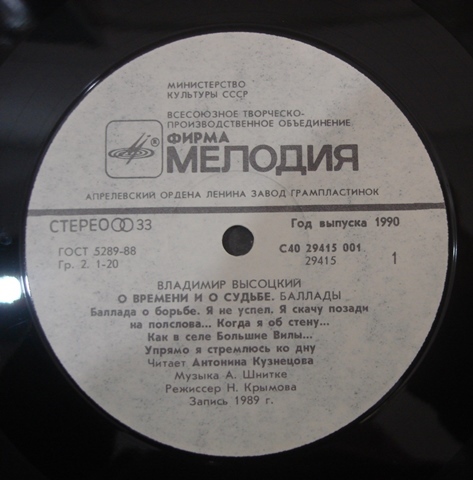 МИНИСТЕРСТВО
КУЛЬТУРЫ СССР
ВСЕСОЮЗНОЕ ТВОРЧЕСКО-
ПРОИЗВОДСТВЕННОЕ ОБЪЕДИНЕНИЕ
ФИРМА
® МЕЛОДИЯ
АПРЕЛЕВСКИЙ ОРДЕНА ЛЕНИНА ЗАВОД ГРАМПЛАСТИНОК
СТЕРЕО 33 Год выпуска 1990
ГОСТ 5289-88 С40 29415 001
Гр. 2. 1-20 29415 1
ВЛАДИМИР ВЫСОЦКИЙ
О ВРЕМЕНИ И О СУДЬБЕ. БАЛЛАДЫ
Баллада о борьбе. Я не успел. Я скачу позади
на полслова... Когда я об стену...
Как в селе Большие Вилы...
Упрямо я стремлюсь ко дну
Читает Антонина Кузнецова
Музыка А. Шнитке
Режиссер Н. Крымова
Запись 1989 г.